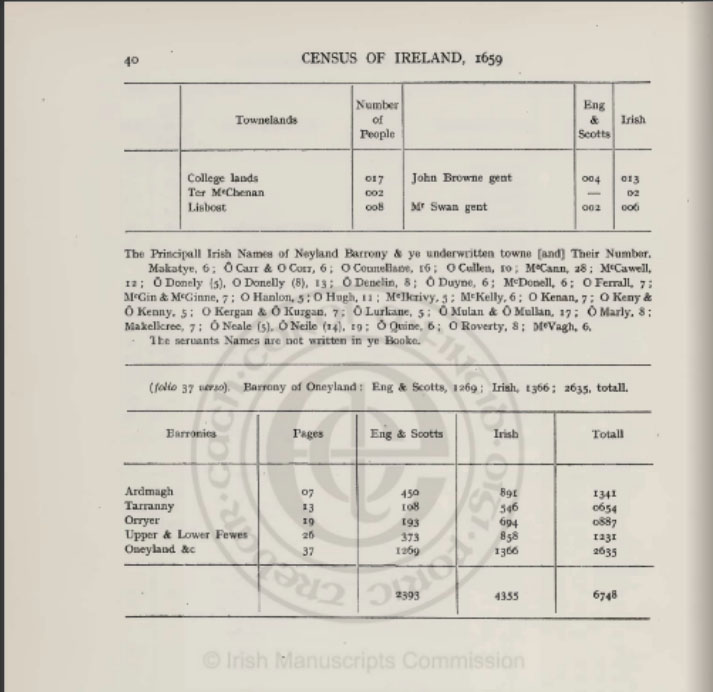 40 CENSUS OF IRELAND, 1659
Townelands Number of People Eng & Scotts Irish
College lands 017 John Browne gent 004 013
Ter McChenan 002 — 02
Lisbost 008 Mr Swan gent 002 006
The Principall Irish Names of Neyland Barrony & ye underwritten towne [and] Their Number.
Makatye, 6; Ō Carr & O Corr, 6; O Connellane, 16; O Cullen, 10; McCann, 28; McCawell,
12; Ō Donely (5), O Donelly (8), 13; Ō Denelin, 8; Ō Duyne, 6; McDonell, 6; O Ferrall, 7;
McGin & McGinne, 7; O Hanlon, 5; O Hugh, 11; McIlcrivy, 5; McKelly, 6; O Kenan, 7; O Keny &
Ō Kenny, 5; O Kergan & Ō Kurgan, 7; Ō Lurkane, 5; Ō Mulan & Ō Mullan, 17; Ō Marly, 8;
Makellcree, 7; Ō Neale (5), Ō Neile (14), 19; Ō Quine, 6; O Roverty, 8; McVagh, 6.
The seruants Names are not written in ye Booke.
(folio 37 verso). Barrony of Oneyland: Eng & Scotts, 1269; Irish, 1366; 2635, totall.
Barronies Pages Eng & Scotts Irish Totall
Ardmagh 07 450 891 1341
Tarranny 13 108 546 0654
Orryer 19 193 694 0887
Upper & Lower Fewes 26 373 858 1231
Oneyland &c 37 1269 1366 2635
2393 4355 6748
© Irish Manuscripts Commission